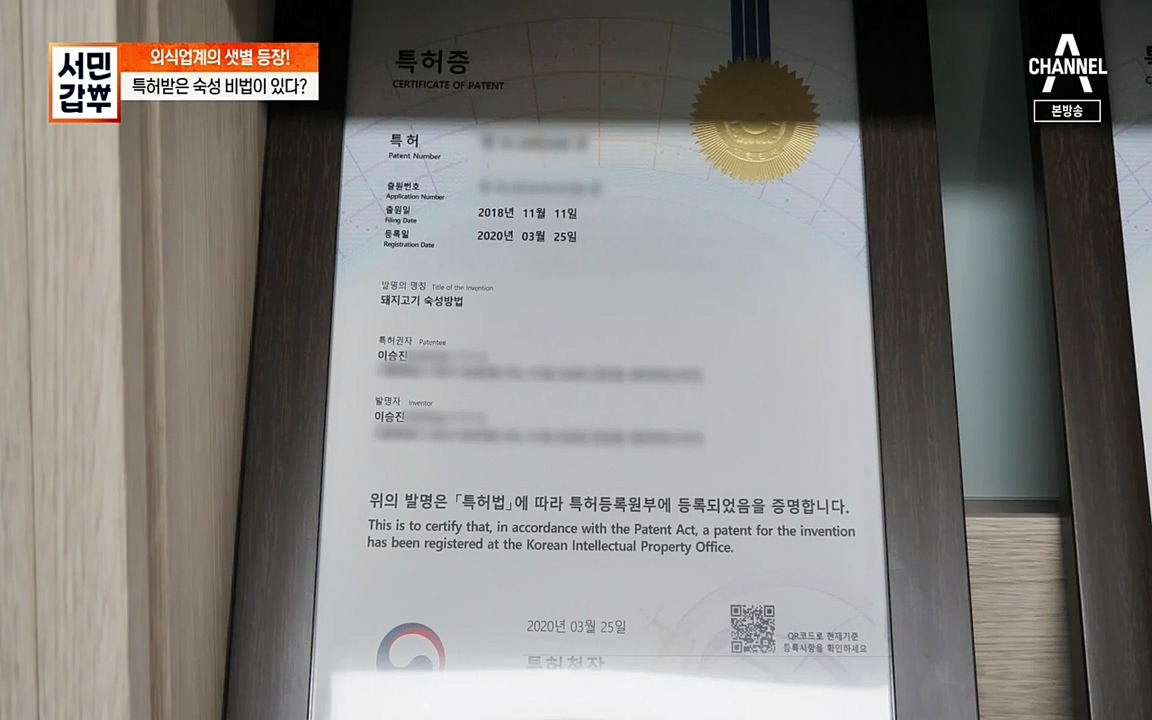 서민갑부
외식업계의 샛별 등장!
특허받은 숙성 비법이 있다?
CHANNEL A
본방송
특허증
CERTIFICATE OF PATENT
특허
Patent Number
출원번호
Application Number
출원일
Filing Date
2018년 11월 11일
등록일
Registration Date
2020년 03월 25일
발명의 명칭 Title of the Invention
돼지고기 숙성방법
특허권자 Patentee
이승진
발명자 Inventor
이승진
위의 발명은 「특허법」에 따라 특허등록원부에 등록되었음을 증명합니다.
This is to certify that, in accordance with the Patent Act, a patent for the invention
has been registered at the Korean Intellectual Property Office.
2020년 03월 25일
QR코드로 현재기준
등록사항을 확인하세요
특허청장